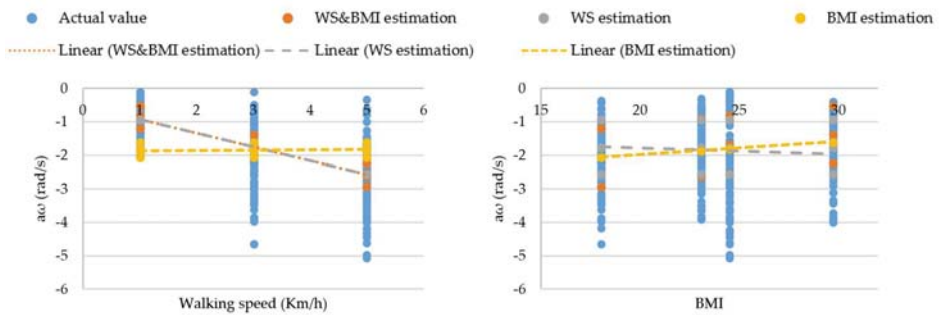 Actual value WS&BMI estimation WS estimation BMI estimation
Linear (WS&BMI estimation) Linear (WS estimation) Linear (BMI estimation)
0
0 1 2 3 4 5 6
-1
-2
-3
-4
-5
-6
aω (rad/s)
Walking speed (Km/h)
0
15 20 25 30
-1
-2
-3
-4
-5
-6
aω (rad/s)
BMI